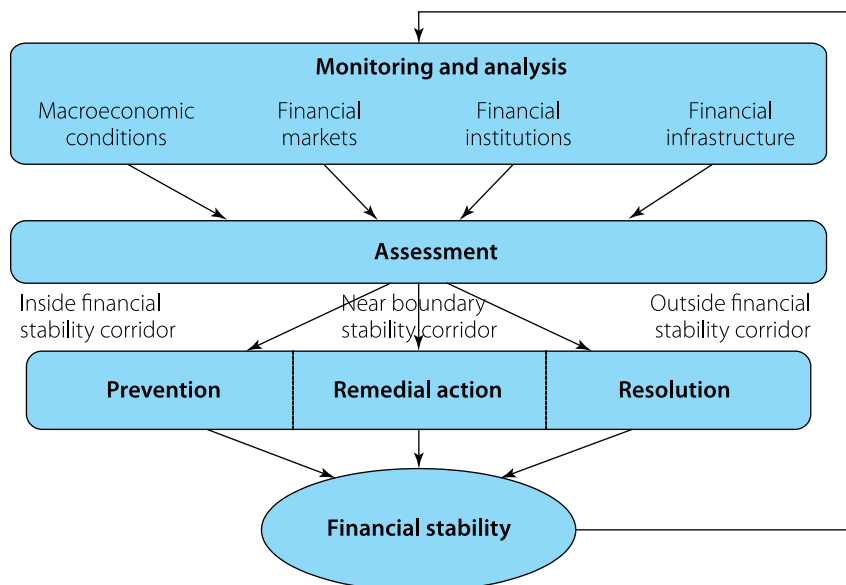 Monitoring and analysis
Macroeconomic
conditions
Financial
markets
Financial
institutions
Financial
infrastructure
Assessment
Inside financial
stability corridor
Near boundary
stability corridor
Outside financial
stability corridor
Prevention
Remedial action
Resolution
Financial stability